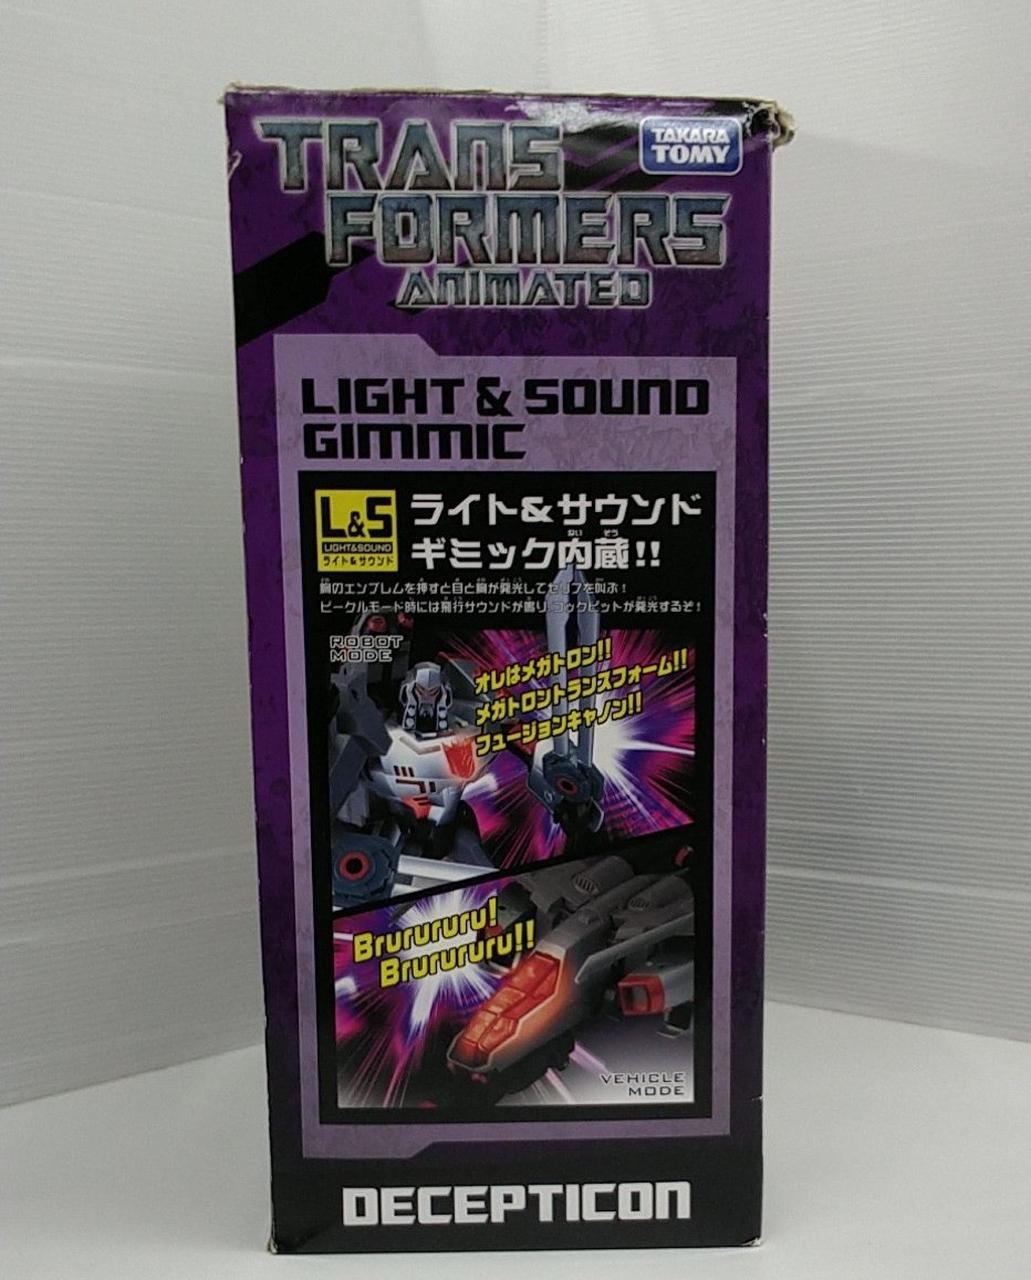 TRANS
FORMERS
ANIMATED
TAKARA
TOMY
LIGHT & SOUND
GIMMIC
L&S
LIGHT&SOUND
ライト&サウンド
ライト&サウンド
ギミック内蔵!!
ない ぞう
胸のエンブレムを押すと目と胸が発光してセリフを叫ぶ!
ビークルモード時には飛行サウンドが鳴り、コックピットが発光するぞ!
ROBOT
MODE
オレはメガトロン!!
メガトロントランスフォーム!!
フュージョンキャノン!!
Brurururu!
Brurururu!!
VEHICLE
MODE
DECEPTICON